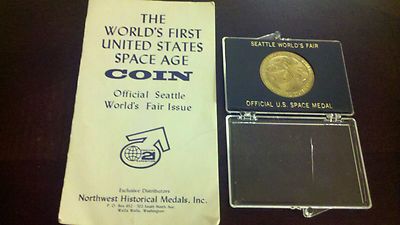 THE
WORLD'S FIRST
UNITED STATES
SPACE AGE
COIN
Official Seattle
World's Fair Issue
21
Exclusive Distributors
Northwest Historical Medals, Inc.
Walla Walla, Washington
SEATTLE WORLD'S FAIR
OFFICIAL U.S. SPACE MEDAL